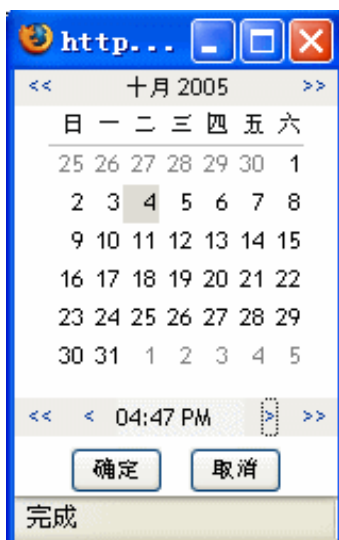 http...
<< 十月 2005 >>
日 一 二 三 四 五 六
25 26 27 28 29 30 1
2 3 4 5 6 7 8
9 10 11 12 13 14 15
16 17 18 19 20 21 22
23 24 25 26 27 28 29
30 31 1 2 3 4 5
<< < 04:47 PM > >>
确定 取消
完成